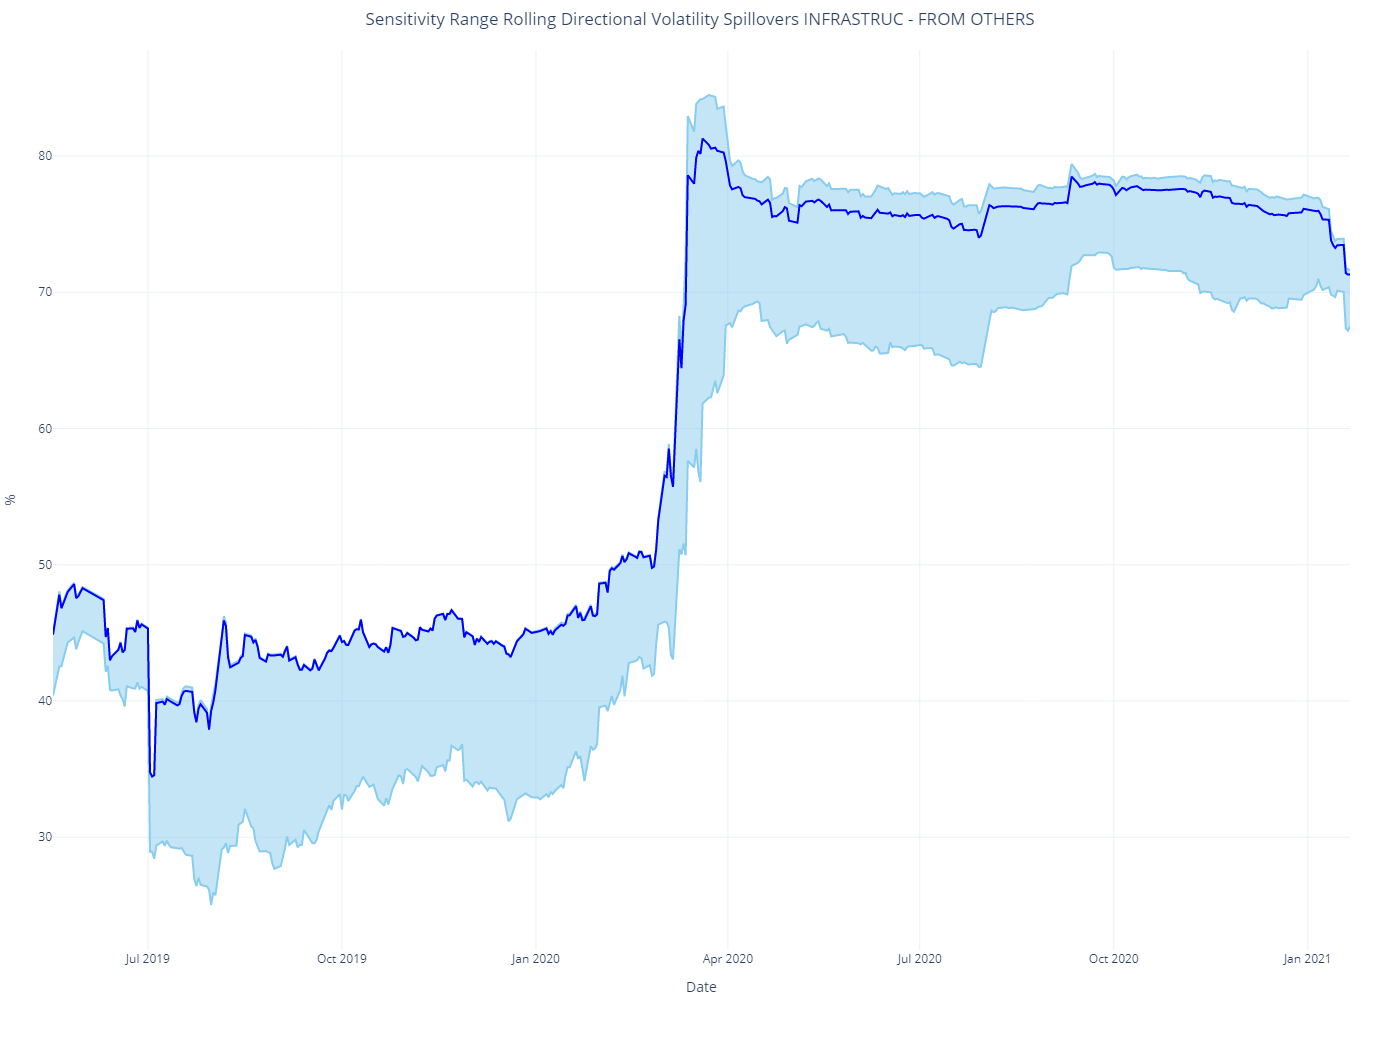 Sensitivity Range Rolling Directional Volatility Spillovers INFRASTRUC - FROM OTHERS
80
70
60
50
40
30
%
Jul 2019
Oct 2019
Jan 2020
Apr 2020
Jul 2020
Oct 2020
Jan 2021
Date